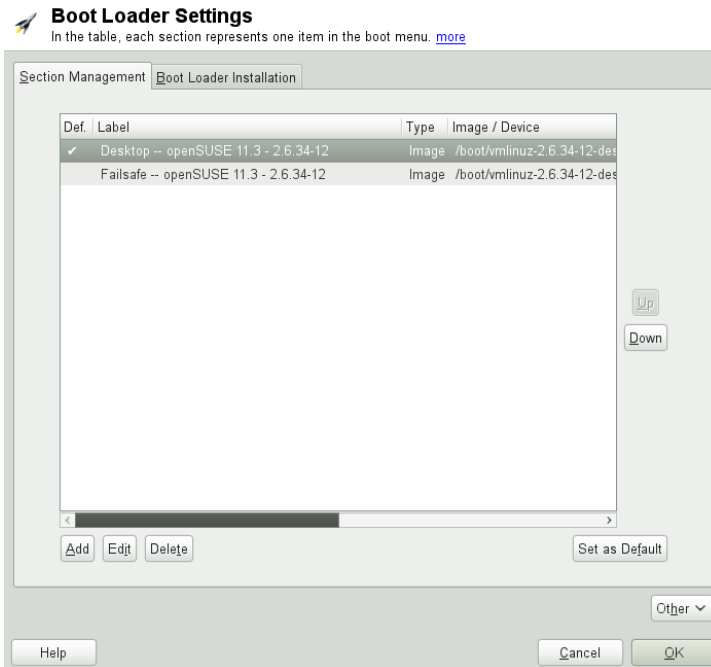 Boot Loader Settings
In the table, each section represents one item in the boot menu. more
Section Management Boot Loader Installation
Def. Label Type Image / Device
✔ Desktop -- openSUSE 11.3 - 2.6.34-12 Image /boot/vmlinuz-2.6.34-12-des
Failsafe -- openSUSE 11.3 - 2.6.34-12 Image /boot/vmlinuz-2.6.34-12-des
Up
Down
Add Edit Delete Set as Default
Other
Help Cancel OK